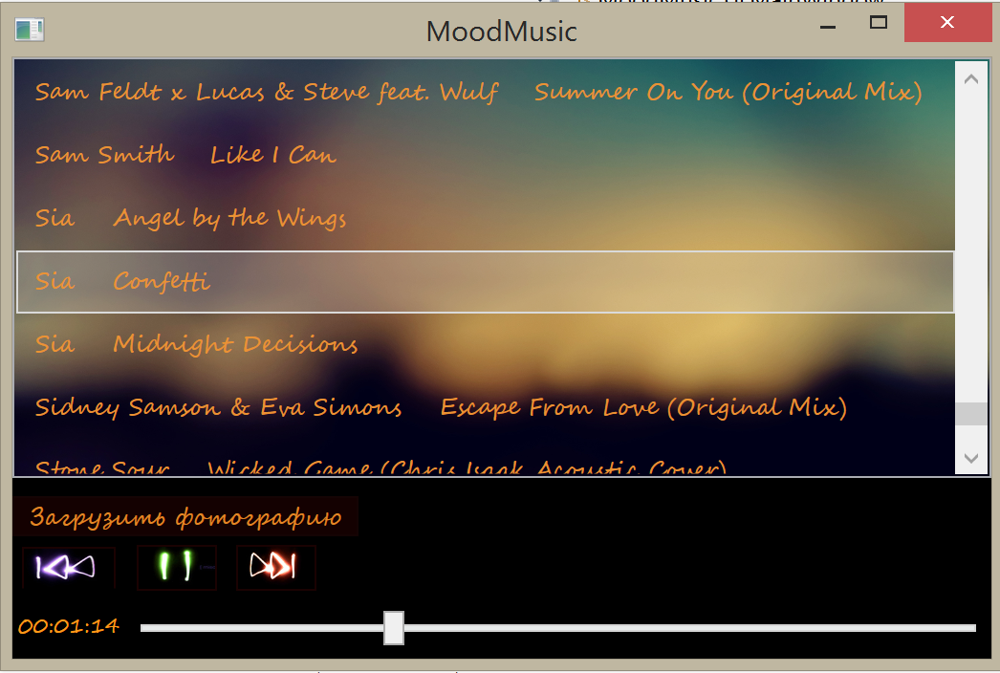 MoodMusic
Sam Feldt x Lucas & Steve feat. Wulf Summer On You (Original Mix)
Sam Smith Like I Can
Sia Angel by the Wings
Sia Confetti
Sia Midnight Decisions
Sidney Samson & Eva Simons Escape From Love (Original Mix)
Stone Sour Wicked Game (Chris Isaak Acoustic Cover)
Загрузить фотографию
00:01:14